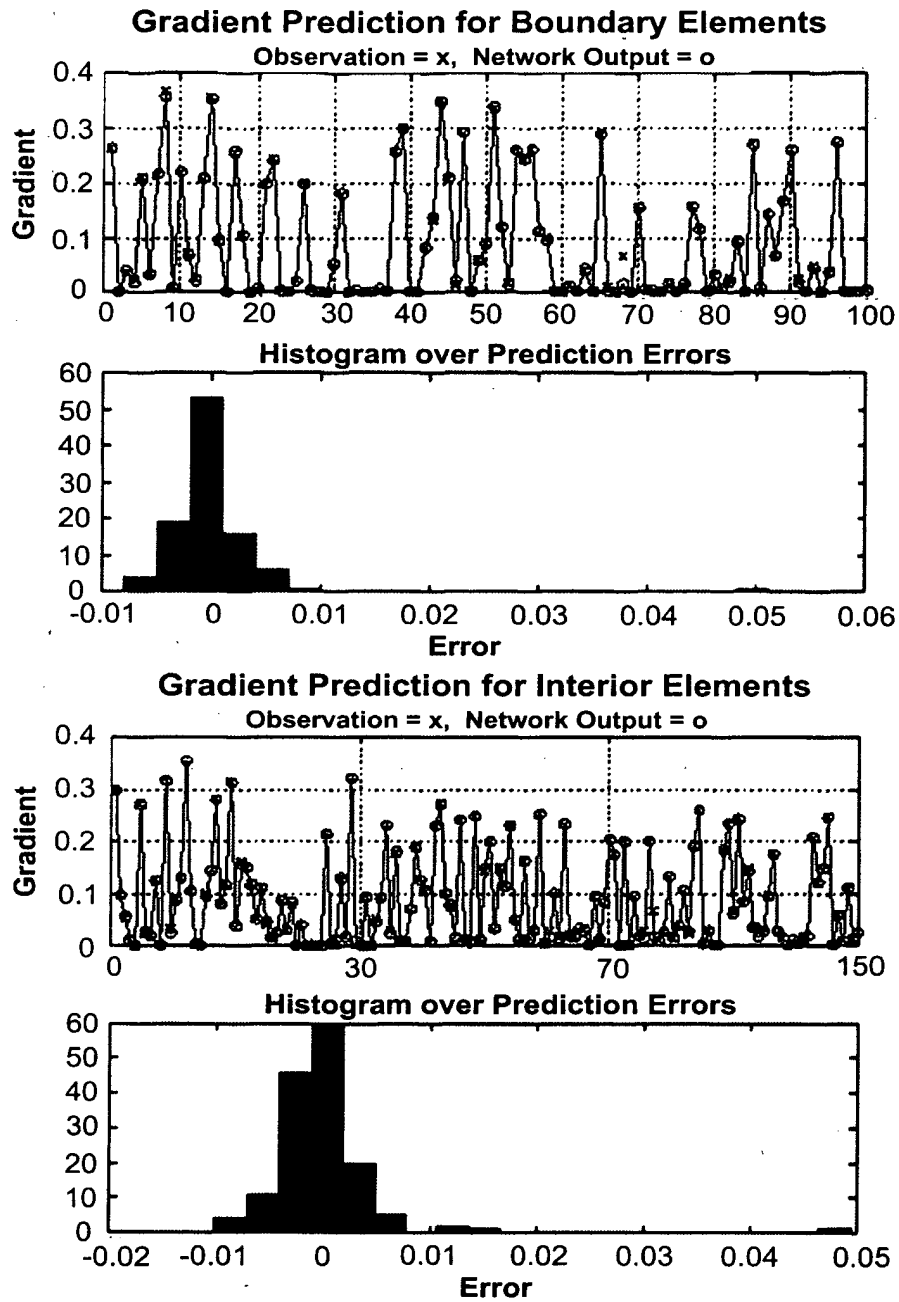 Gradient Prediction for Boundary Elements
Observation = x, Network Output = o
0.4
0.3
0.2
0.1
0
Gradient
0 10 20 30 40 50 60 70 80 90 100
Histogram over Prediction Errors
60
50
40
30
20
10
0
-0.01 0 0.01 0.02 0.03 0.04 0.05 0.06
Error
Gradient Prediction for Interior Elements
Observation = x, Network Output = o
0.4
0.3
0.2
0.1
0
Gradient
0 30 70 150
Histogram over Prediction Errors
60
50
40
30
20
10
0
-0.02 -0.01 0 0.01 0.02 0.03 0.04 0.05
Error